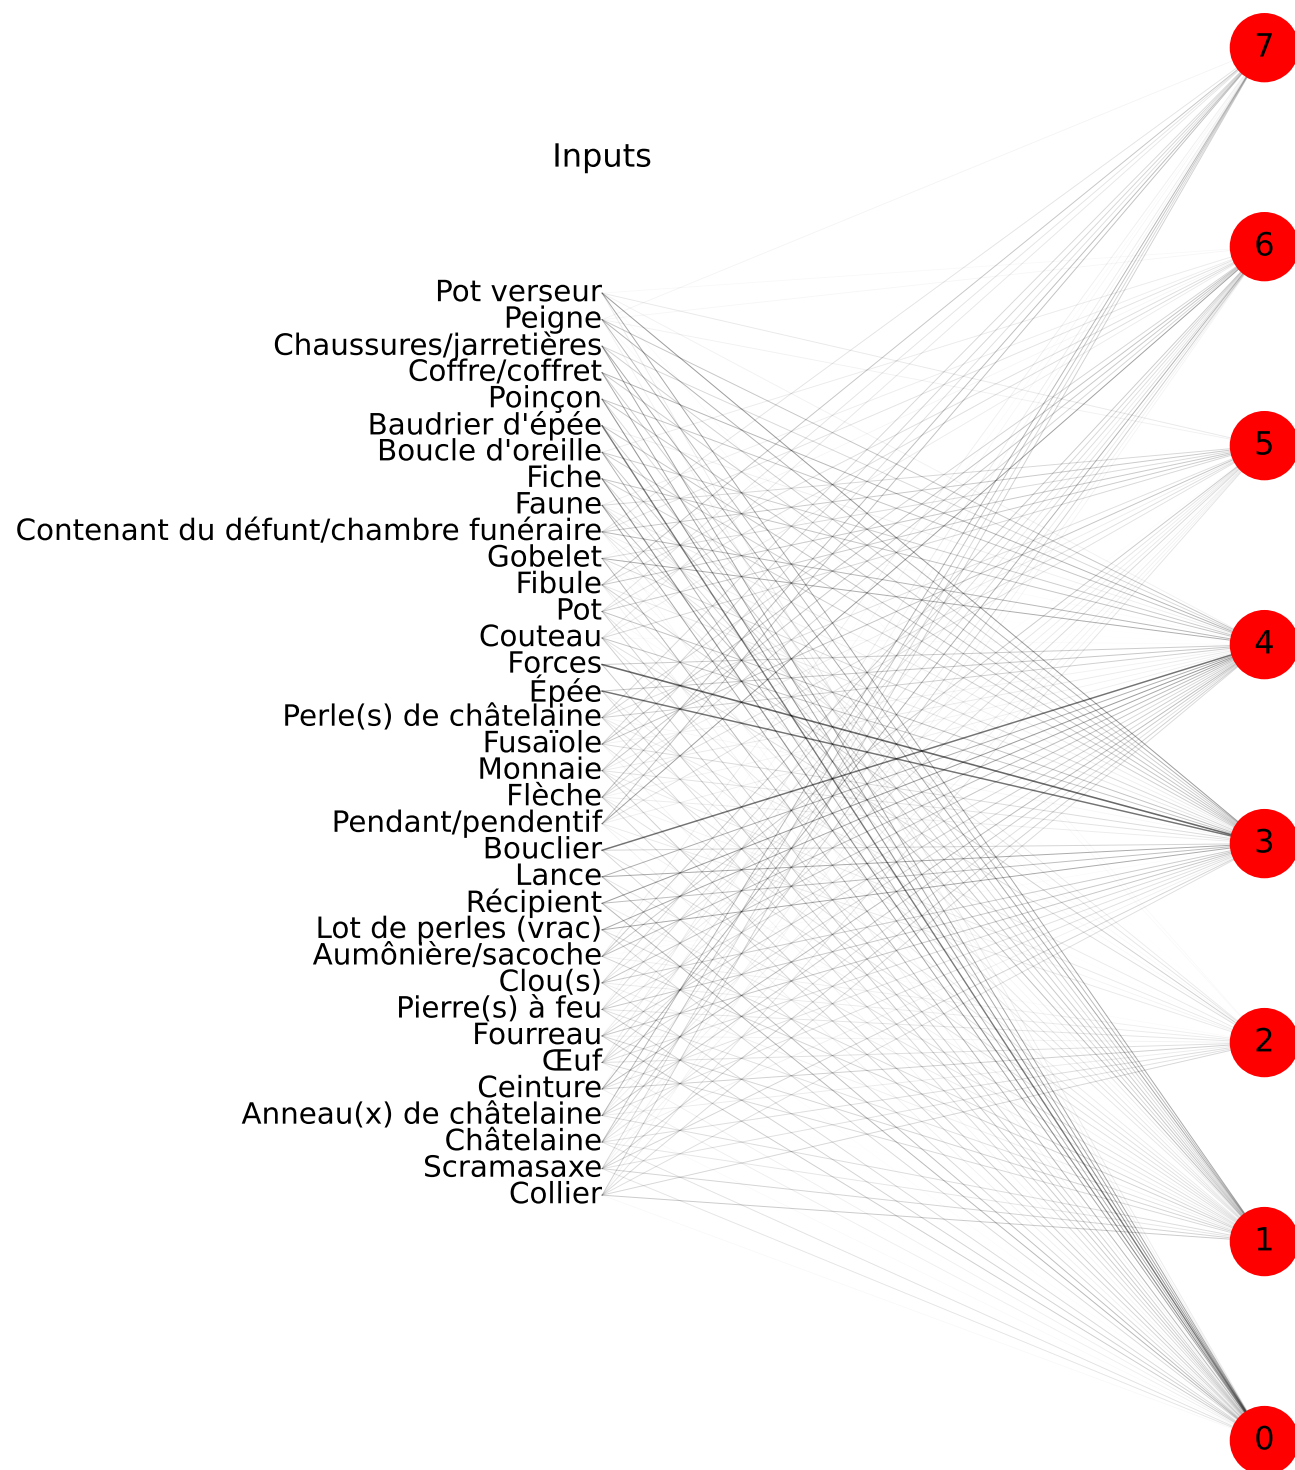 7
Inputs
6
Pot verseur
Peigne
Chaussures/jarretières
Coffre/coffret
Poinçon
Baudrier d'épée
Boucle d'oreille
5
Fiche
Faune
Contenant du défunt/chambre funéraire
Gobelet
Fibule
Pot
Couteau
4
Forces
Épée
Perle(s) de châtelaine
Fusaïole
Monnaie
Flèche
Pendant/pendentif
3
Bouclier
Lance
Récipient
Lot de perles (vrac)
Aumônière/sacoche
Clou(s)
Pierre(s) à feu
Fourreau
2
Œuf
Ceinture
Anneau(x) de châtelaine
Châtelaine
Scramasaxe
Collier
1
0